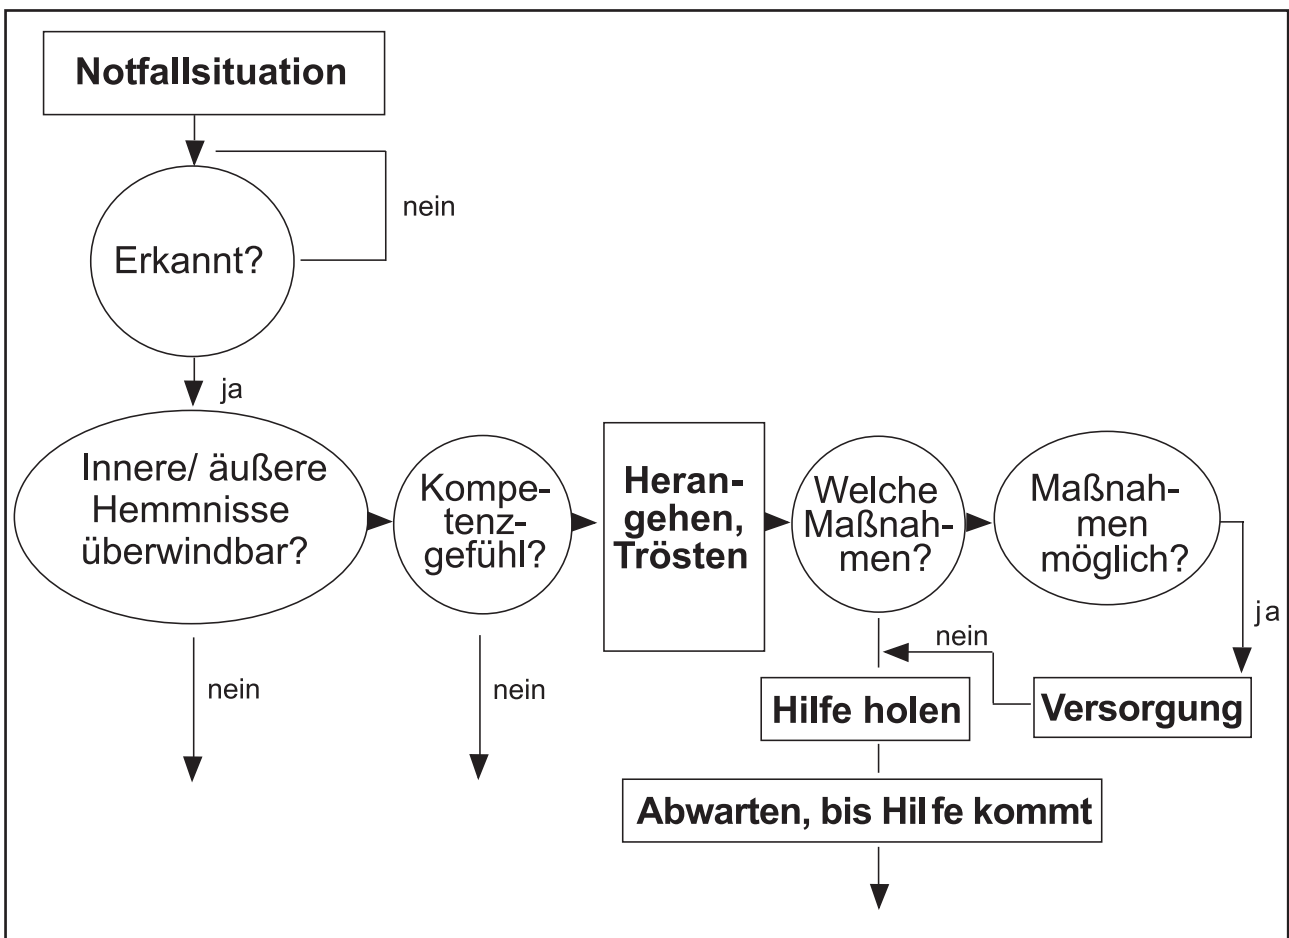 Notfallsituation
nein
Erkannt?
ja
Innere/ äußere
Hemmnisse
überwindbar?
Kompe-
tenz-
gefühl?
Heran-
gehen,
Trösten
Welche
Maßnah-
men?
Maßnah-
men
möglich?
ja
nein
nein
nein
Hilfe holen
Versorgung
Abwarten, bis Hilfe kommt